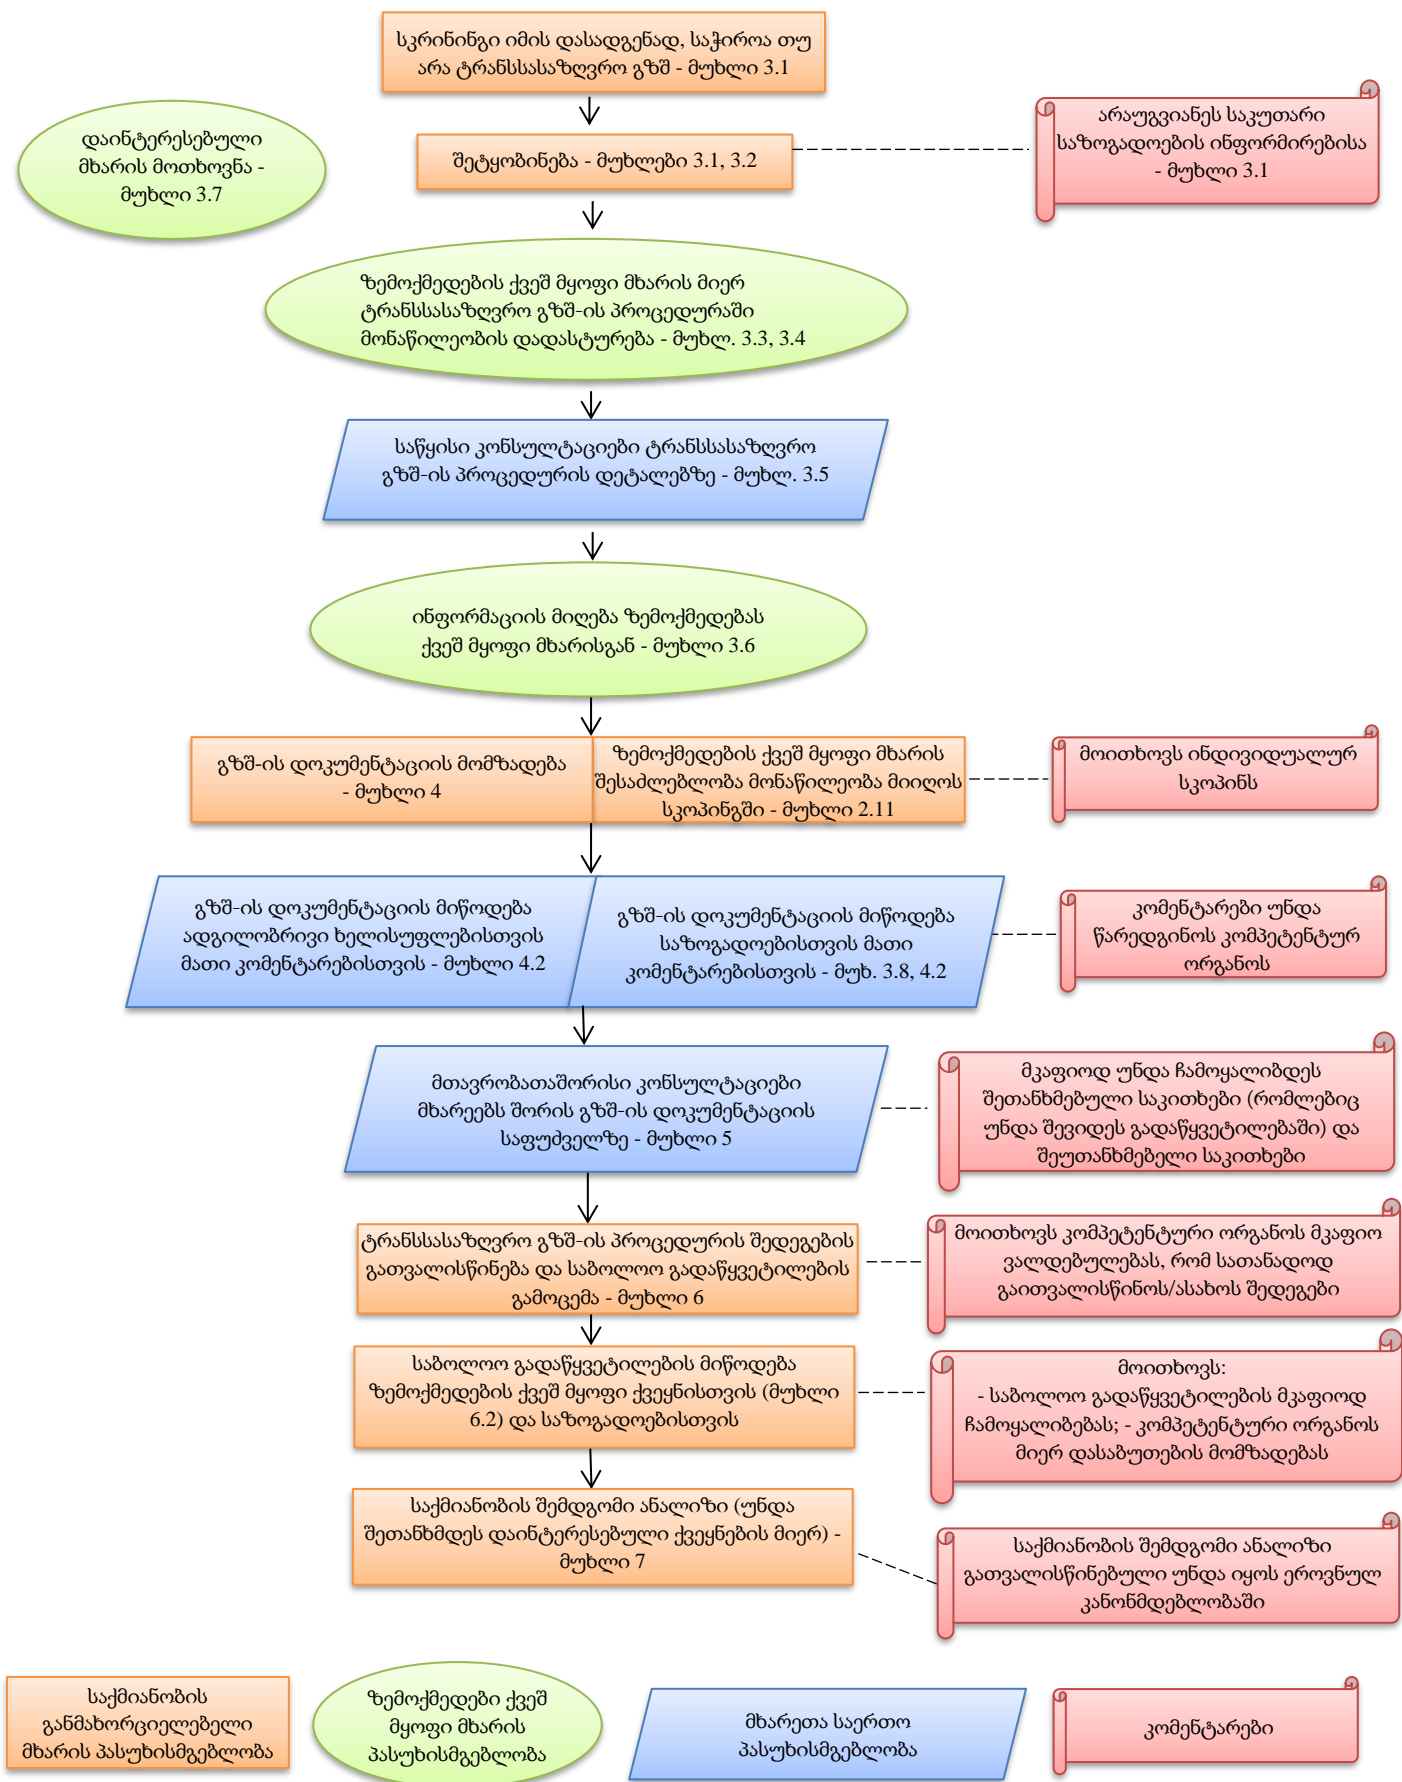 სკრინინგი იმის დასადგენად, საჭიროა თუ
არა ტრანსსასაზღვრო გზშ - მუხლი 3.1
დაინტერესებული
მხარის მოთხოვნა -
მუხლი 3.7
შეტყობინება - მუხლები 3.1, 3.2
არაუგვიანეს საკუთარი
საზოგადოების ინფორმირებისა
- მუხლი 3.1
ზემოქმედების ქვეშ მყოფი მხარის მიერ
ტრანსსასაზღვრო გზშ-ის პროცედურაში
მონაწილეობის დადასტურება - მუხლ. 3.3, 3.4
საწყისი კონსულტაციები ტრანსსასაზღვრო
გზშ-ის პროცედურის დეტალებზე - მუხლ. 3.5
ინფორმაციის მიღება ზემოქმედებას
ქვეშ მყოფი მხარისგან - მუხლი 3.6
გზშ-ის დოკუმენტაციის მომზადება
- მუხლი 4
ზემოქმედების ქვეშ მყოფი მხარის
შესაძლებლობა მონაწილეობა მიიღოს
სკოპინგში - მუხლი 2.11
მოითხოვს ინდივიდუალურ
სკოპინს
გზშ-ის დოკუმენტაციის მიწოდება
ადგილობრივი ხელისუფლებისთვის
მათი კომენტარებისთვის - მუხლი 4.2
გზშ-ის დოკუმენტაციის მიწოდება
საზოგადოებისთვის მათი
კომენტარებისთვის - მუხ. 3.8, 4.2
კომენტარები უნდა
წარედგინოს კომპეტენტურ
ორგანოს
მთავრობათაშორისი კონსულტაციები
მხარეებს შორის გზშ-ის დოკუმენტაციის
საფუძველზე - მუხლი 5
მკაფიოდ უნდა ჩამოყალიბდეს
შეთანხმებული საკითხები (რომლებიც
უნდა შევიდეს გადაწყვეტილებაში) და
შეუთანხმებელი საკითხები
ტრანსსასაზღვრო გზშ-ის პროცედურის შედეგების
გათვალისწინება და საბოლოო გადაწყვეტილების
გამოცემა - მუხლი 6
მოითხოვს კომპეტენტური ორგანოს მკაფიო
ვალდებულებას, რომ სათანადოდ
გაითვალისწინოს/ასახოს შედეგები
საბოლოო გადაწყვეტილების მიწოდება
ზემოქმედების ქვეშ მყოფი ქვეყნისთვის (მუხლი
6.2) და საზოგადოებისთვის
მოითხოვს:
- საბოლოო გადაწყვეტილების მკაფიოდ
ჩამოყალიბებას; - კომპეტენტური ორგანოს
მიერ დასაბუთების მომზადებას
საქმიანობის შემდგომი ანალიზი (უნდა
შეთანხმდეს დაინტერესებული ქვეყნების მიერ) -
მუხლი 7
საქმიანობის შემდგომი ანალიზი
გათვალისწინებული უნდა იყოს ეროვნულ
კანონმდებლობაში
საქმიანობის
განმახორციელებელი
მხარის პასუხისმგებლობა
ზემოქმედები ქვეშ
მყოფი მხარის
პასუხისმგებლობა
მხარეთა საერთო
პასუხისმგებლობა
კომენტარები